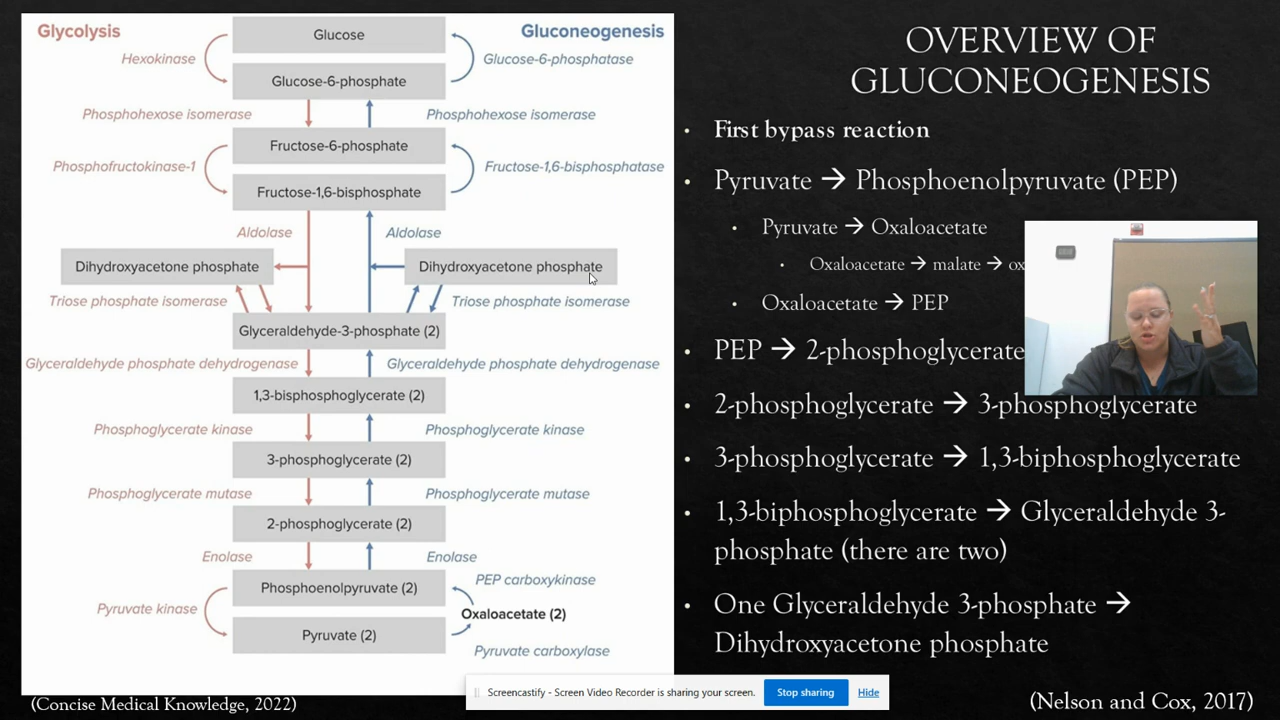 Glycolysis
Gluconeogenesis
Glucose
Hexokinase
Glucose-6-phosphatase
Glucose-6-phosphate
Phosphohexose isomerase
Phosphohexose isomerase
Fructose-6-phosphate
Phosphofructokinase-1
Fructose-1,6-bisphosphatase
Fructose-1,6-bisphosphate
Aldolase
Aldolase
Dihydroxyacetone phosphate
Dihydroxyacetone phosphate
Triose phosphate isomerase
Triose phosphate isomerase
Glyceraldehyde-3-phosphate (2)
Glyceraldehyde phosphate dehydrogenase
Glyceraldehyde phosphate dehydrogenase
1,3-bisphosphoglycerate (2)
Phosphoglycerate kinase
Phosphoglycerate kinase
3-phosphoglycerate (2)
Phosphoglycerate mutase
Phosphoglycerate mutase
2-phosphoglycerate (2)
Enolase
Enolase
Phosphoenolpyruvate (2)
PEP carboxykinase
Pyruvate kinase
Oxaloacetate (2)
Pyruvate (2)
Pyruvate carboxylase
(Concise Medical Knowledge, 2022)
OVERVIEW OF
GLUCONEOGENESIS
• First bypass reaction
• Pyruvate → Phosphoenolpyruvate (PEP)
• Pyruvate → Oxaloacetate
• Oxaloacetate → malate → ox
• Oxaloacetate → PEP
• PEP → 2-phosphoglycerate
• 2-phosphoglycerate → 3-phosphoglycerate
• 3-phosphoglycerate → 1,3-biphosphoglycerate
• 1,3-biphosphoglycerate → Glyceraldehyde 3-
phosphate (there are two)
• One Glyceraldehyde 3-phosphate →
Dihydroxyacetone phosphate
Screencastify - Screen Video Recorder is sharing your screen.
Stop sharing
Hide
(Nelson and Cox, 2017)